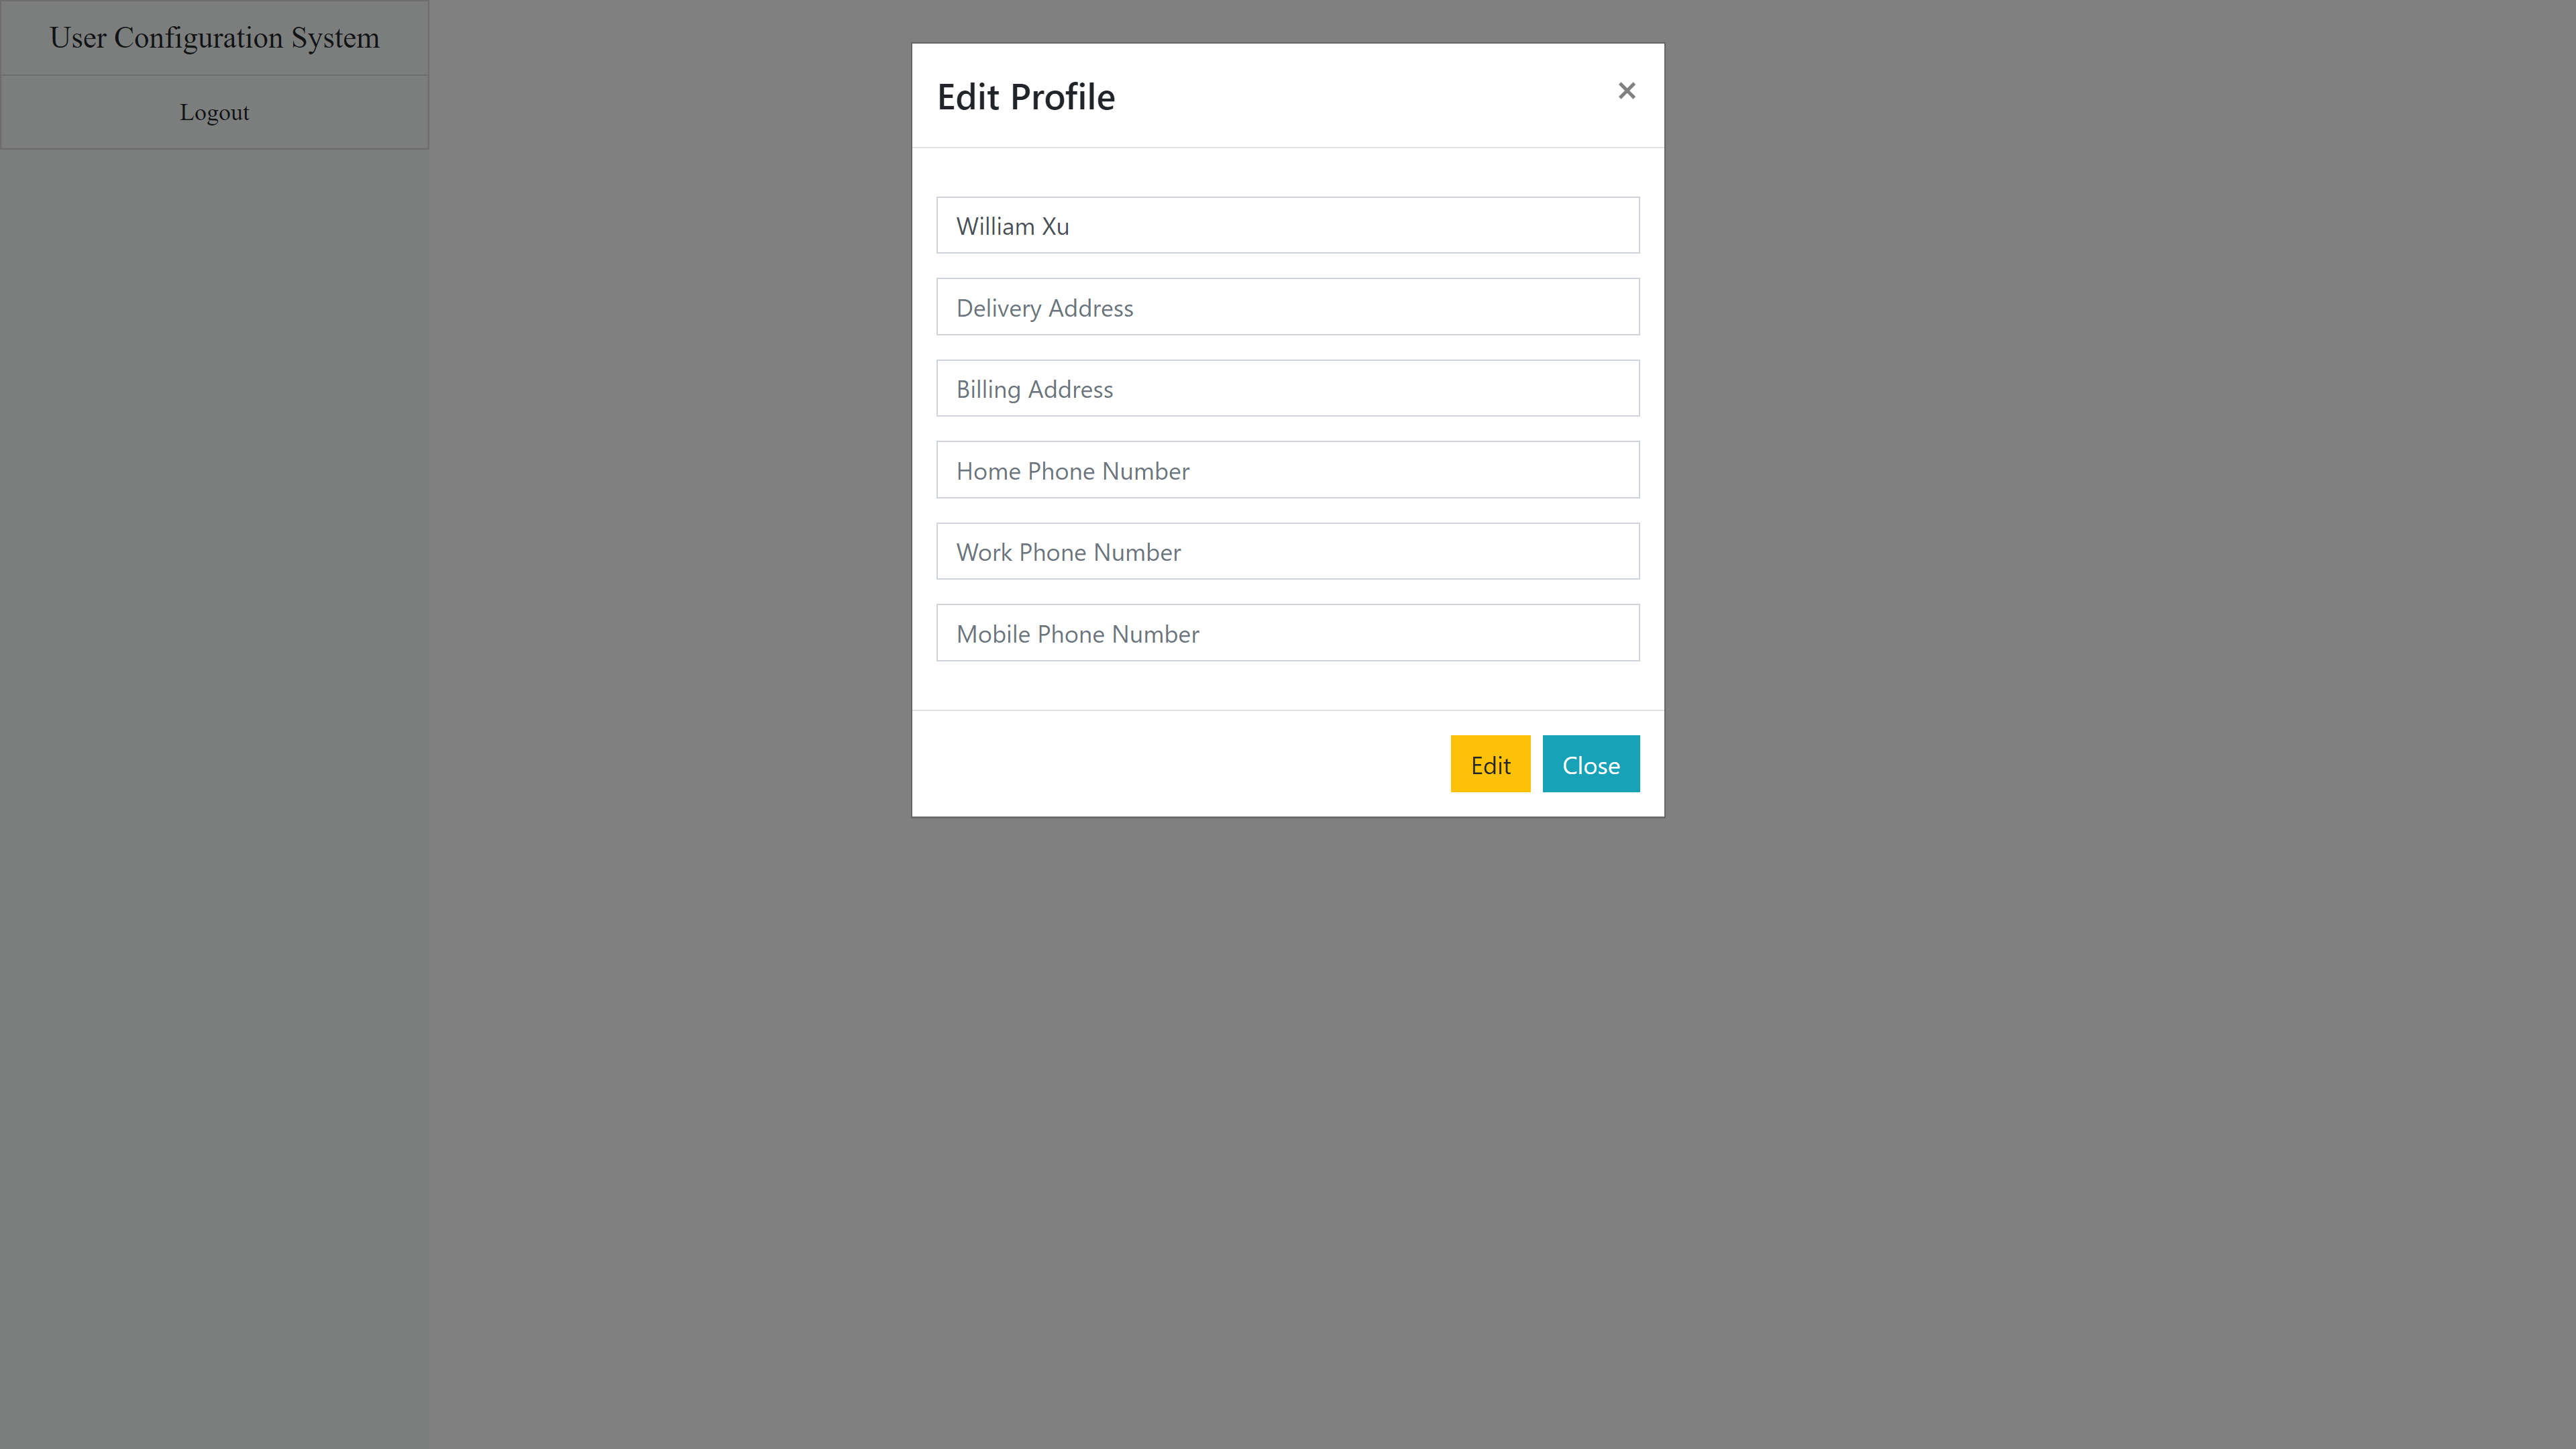 User Configuration System
Logout
Edit Profile
×
William Xu
Delivery Address
Billing Address
Home Phone Number
Work Phone Number
Mobile Phone Number
Edit
Close